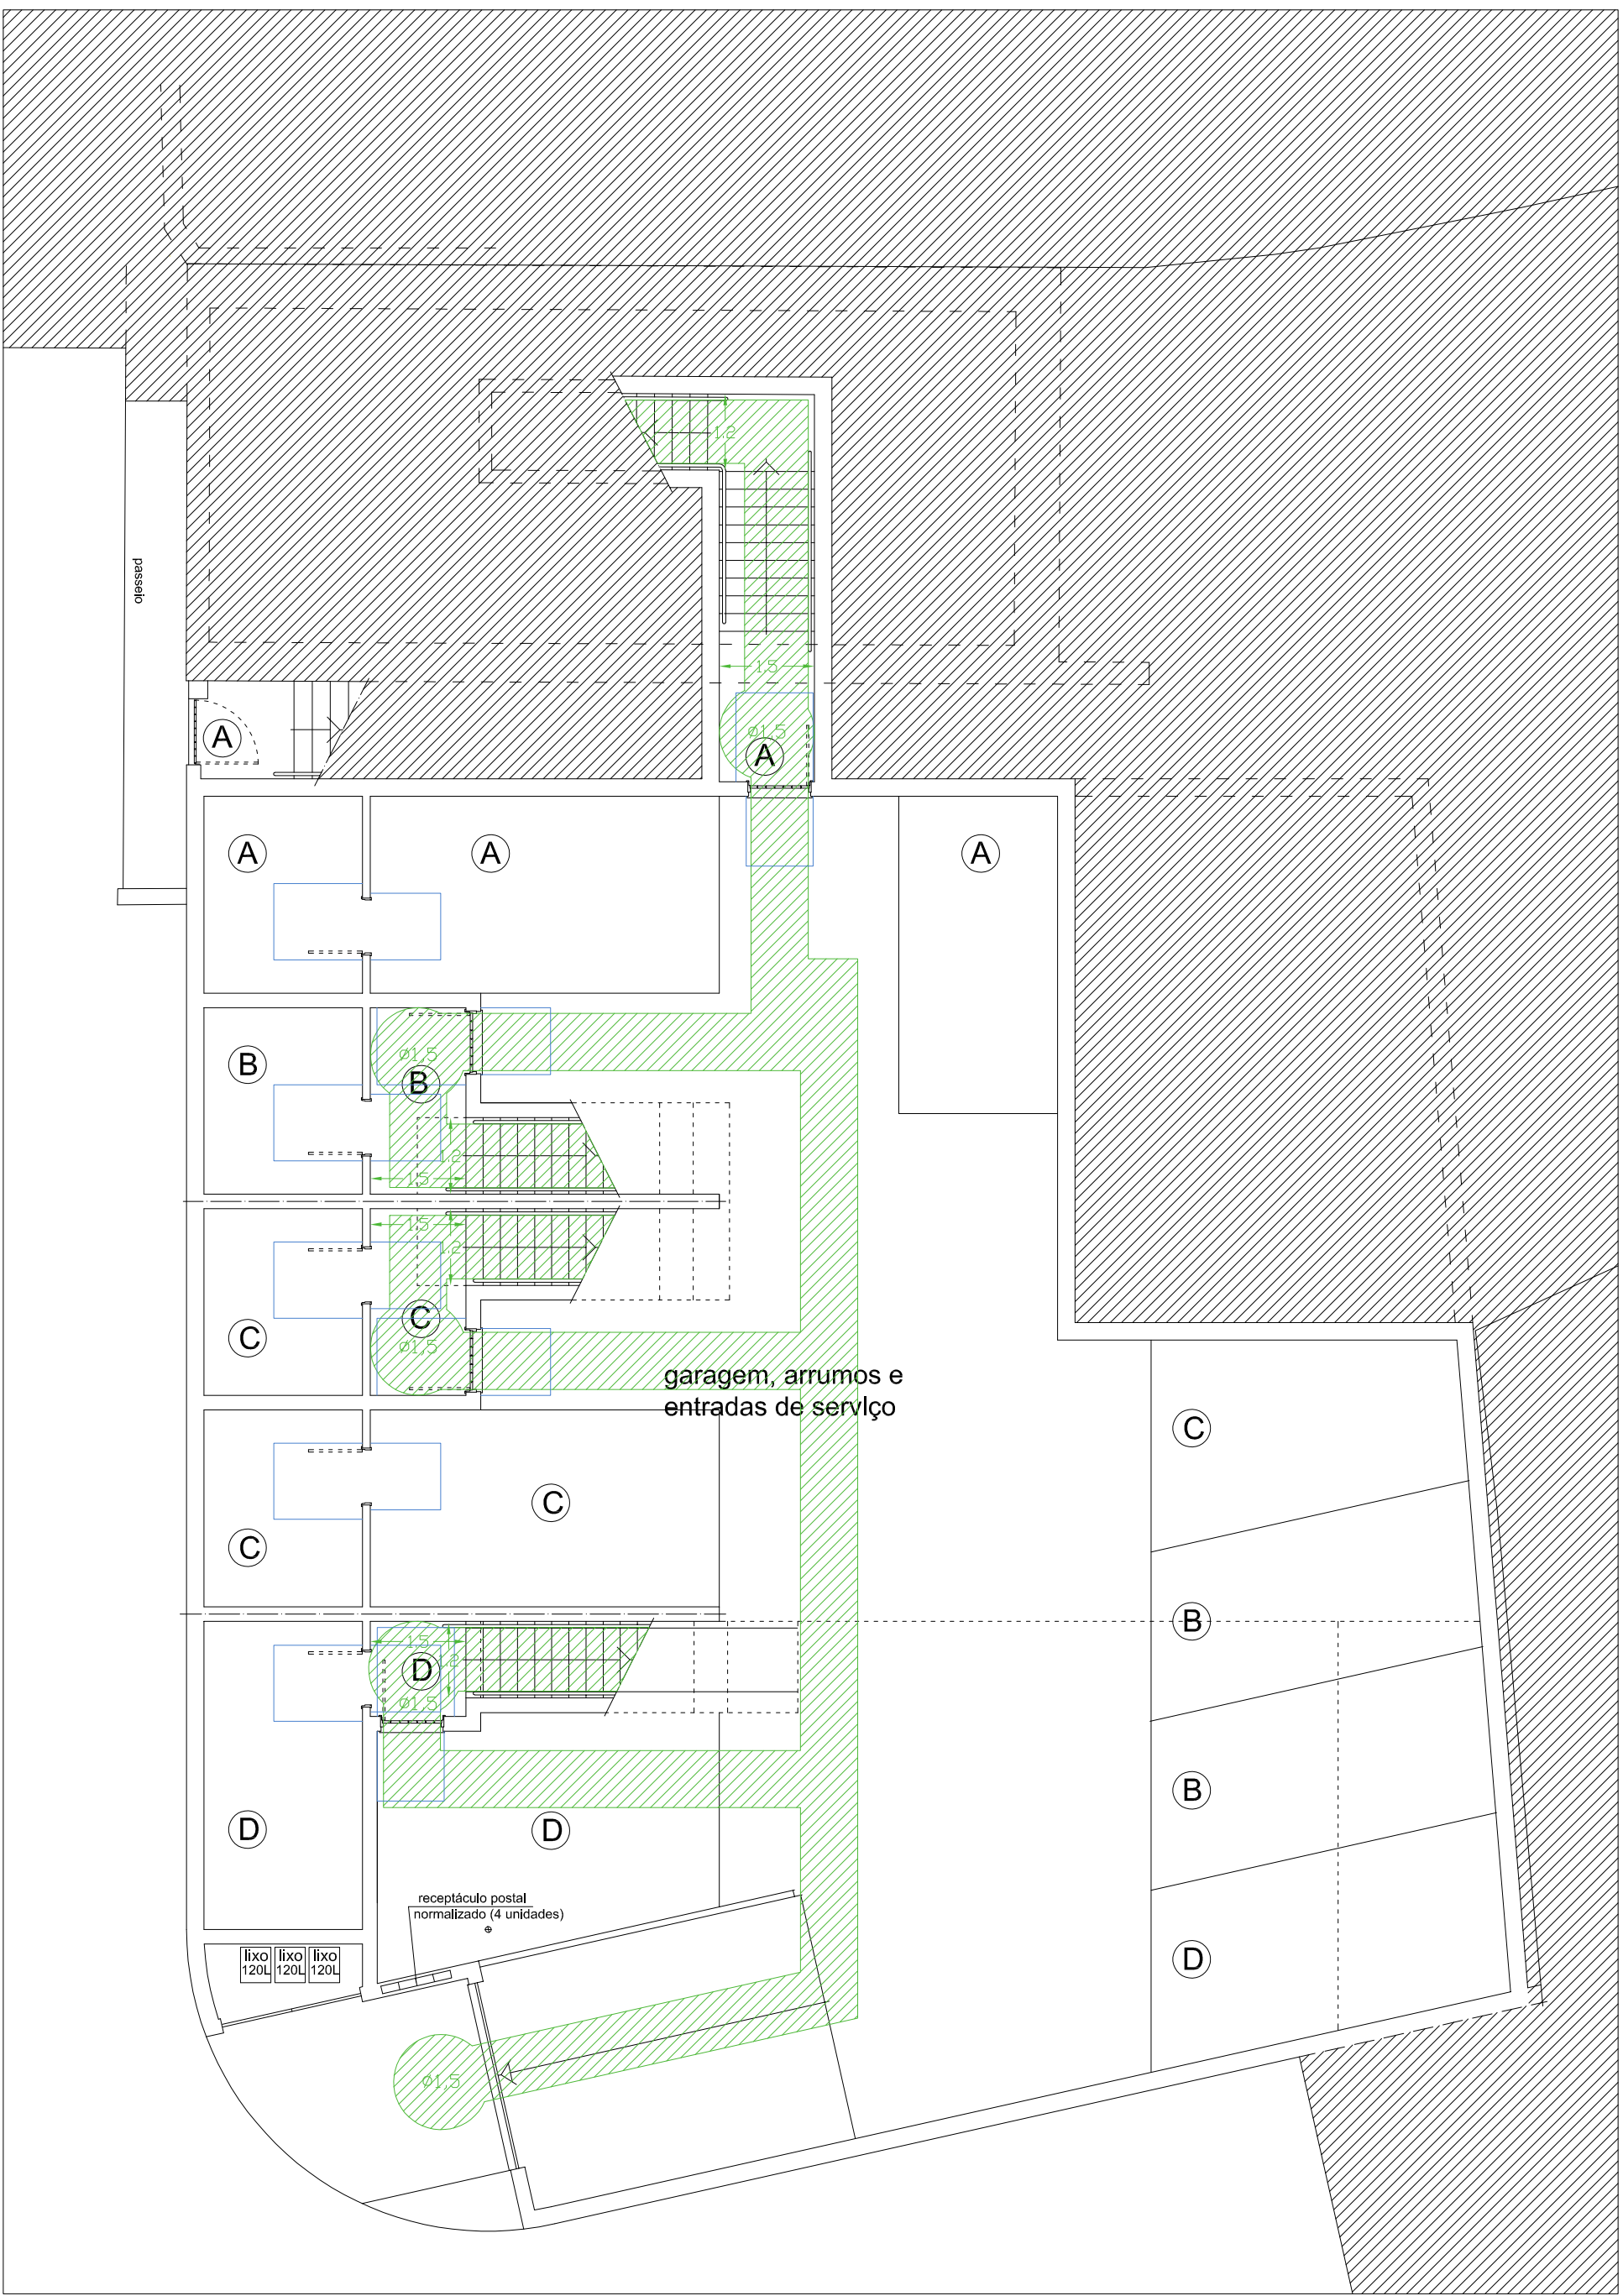 1.2
passeio
1.5
Ø1,5
A
A
A
A
A
Ø1,5
B
B
1.2
1.5
1.5
1.2
C
C
Ø1,5
garagem, arrumos e
entradas de serviço
C
C
C
B
1.5
.2
D
Ø1,5
B
D
D
receptáculo postal
normalizado (4 unidades)
lixo
120L
lixo
120L
lixo
120L
D
Ø1,5